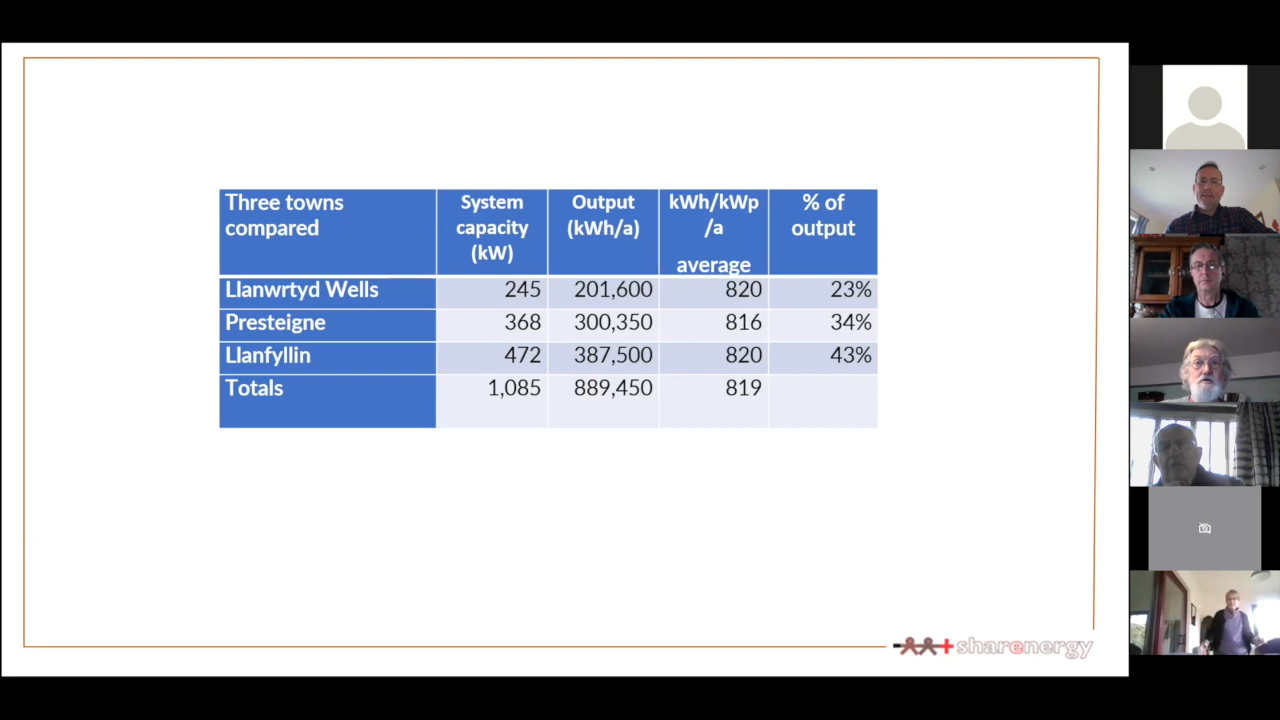 Three towns compared System capacity (kW) Output (kWh/a) kWh/kWp /a average % of output
Llanwrtyd Wells 245 201,600 820 23%
Presteigne 368 300,350 816 34%
Llanfyllin 472 387,500 820 43%
Totals 1,085 889,450 819
sharenergy